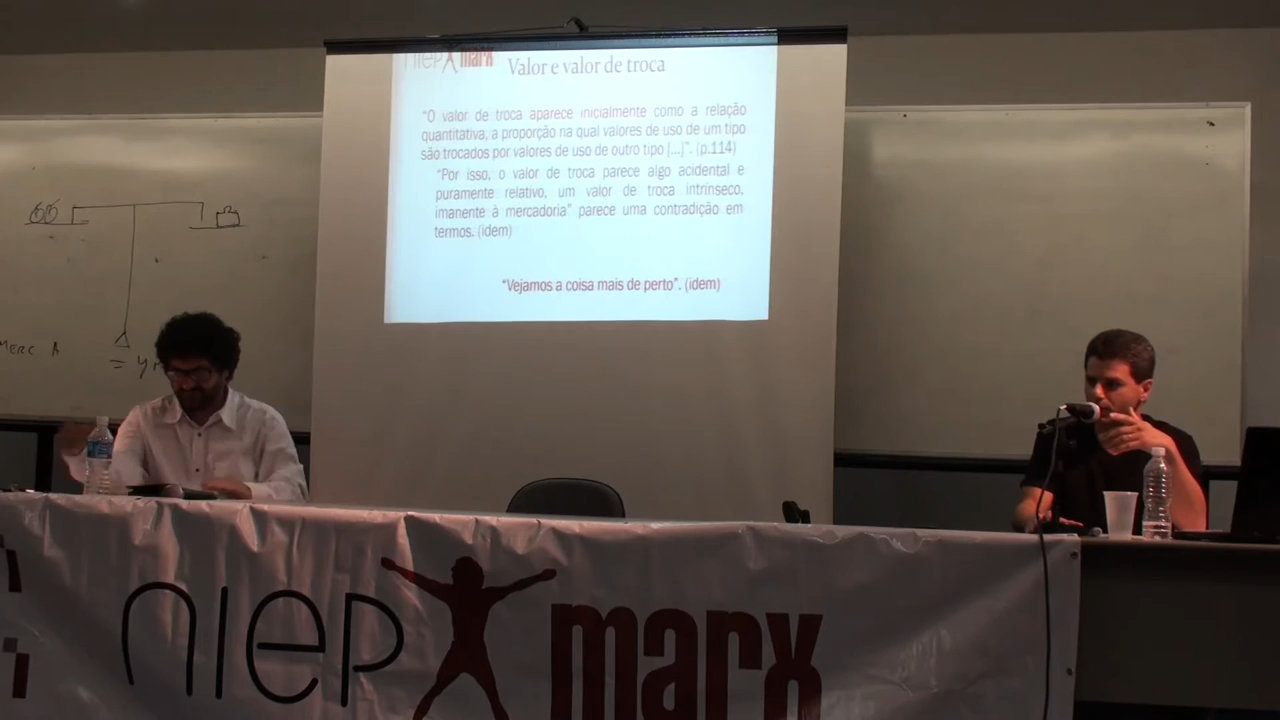 NIEP marx
Valor e valor de troca
“O valor de troca aparece inicialmente como a relação
quantitativa, a proporção na qual valores de uso de um tipo
são trocados por valores de uso de outro tipo [...]”. (p.114)
“Por isso, o valor de troca parece algo acidental e
puramente relativo, um valor de troca intrínseco,
imanente à mercadoria” parece uma contradição em
termos. (idem)
“Vejamos a coisa mais de perto”. (idem)
MERC A
= y
NIEP marx